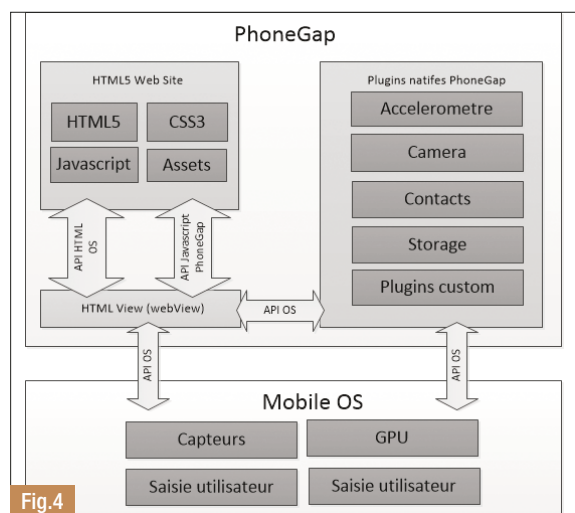 PhoneGap
HTML5 Web Site
HTML5
CSS3
Javascript
Assets
API HTML
OS
API Javascript
PhoneGap
HTML View (webView)
API OS
Plugins natifes PhoneGap
Accelerometre
Camera
Contacts
Storage
Plugins custom
API OS
API OS
Mobile OS
Capteurs
GPU
Saisie utilisateur
Saisie utilisateur
Fig.4